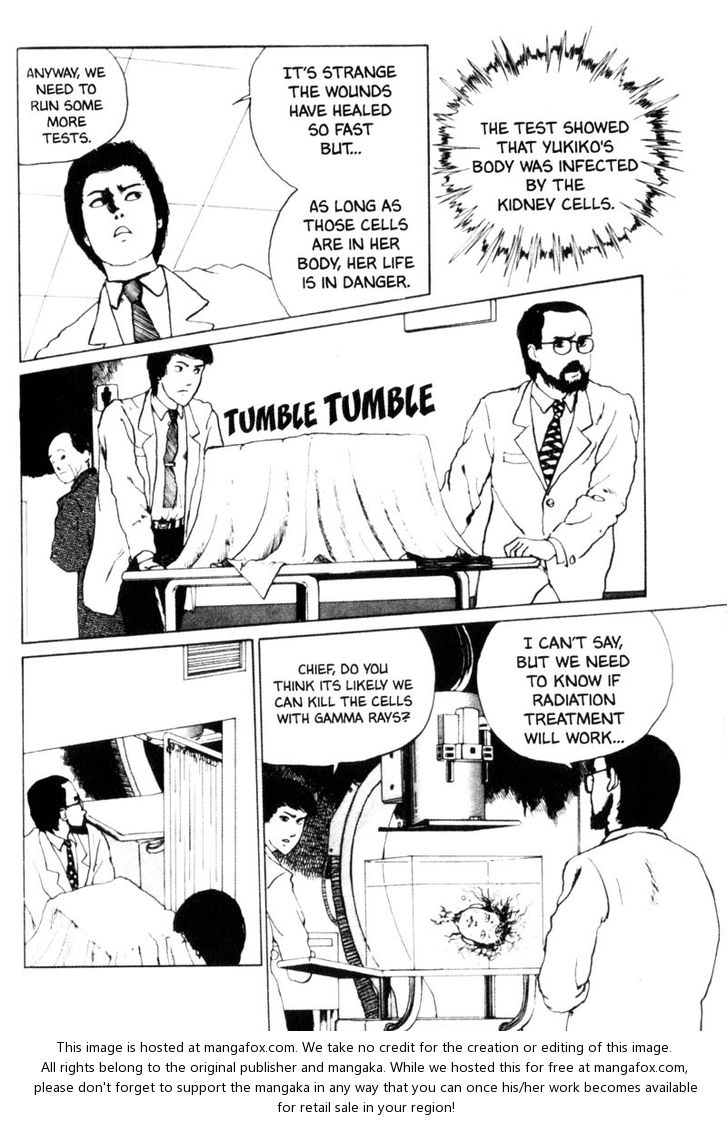 ANYWAY, WE
NEED TO
RUN SOME
MORE
TESTS.
IT'S STRANGE
THE WOUNDS
HAVE HEALED
SO FAST
BUT...
AS LONG AS
THOSE CELLS
ARE IN HER
BODY, HER LIFE
IS IN DANGER.
THE TEST SHOWED
THAT YUKIKO'S
BODY WAS INFECTED
BY THE
KIDNEY CELLS.
TUMBLE TUMBLE
CHIEF, DO YOU
THINK ITS LIKELY WE
CAN KILL THE CELLS
WITH GAMMA RAYS?
I CAN'T SAY,
BUT WE NEED
TO KNOW IF
RADIATION
TREATMENT
WILL WORK...
This image is hosted at mangafox.com. We take no credit for the creation or editing of this image.
All rights belong to the original publisher and mangaka. While we hosted this for free at mangafox.com,
please don't forget to support the mangaka in any way that you can once his/her work becomes available
for retail sale in your region!